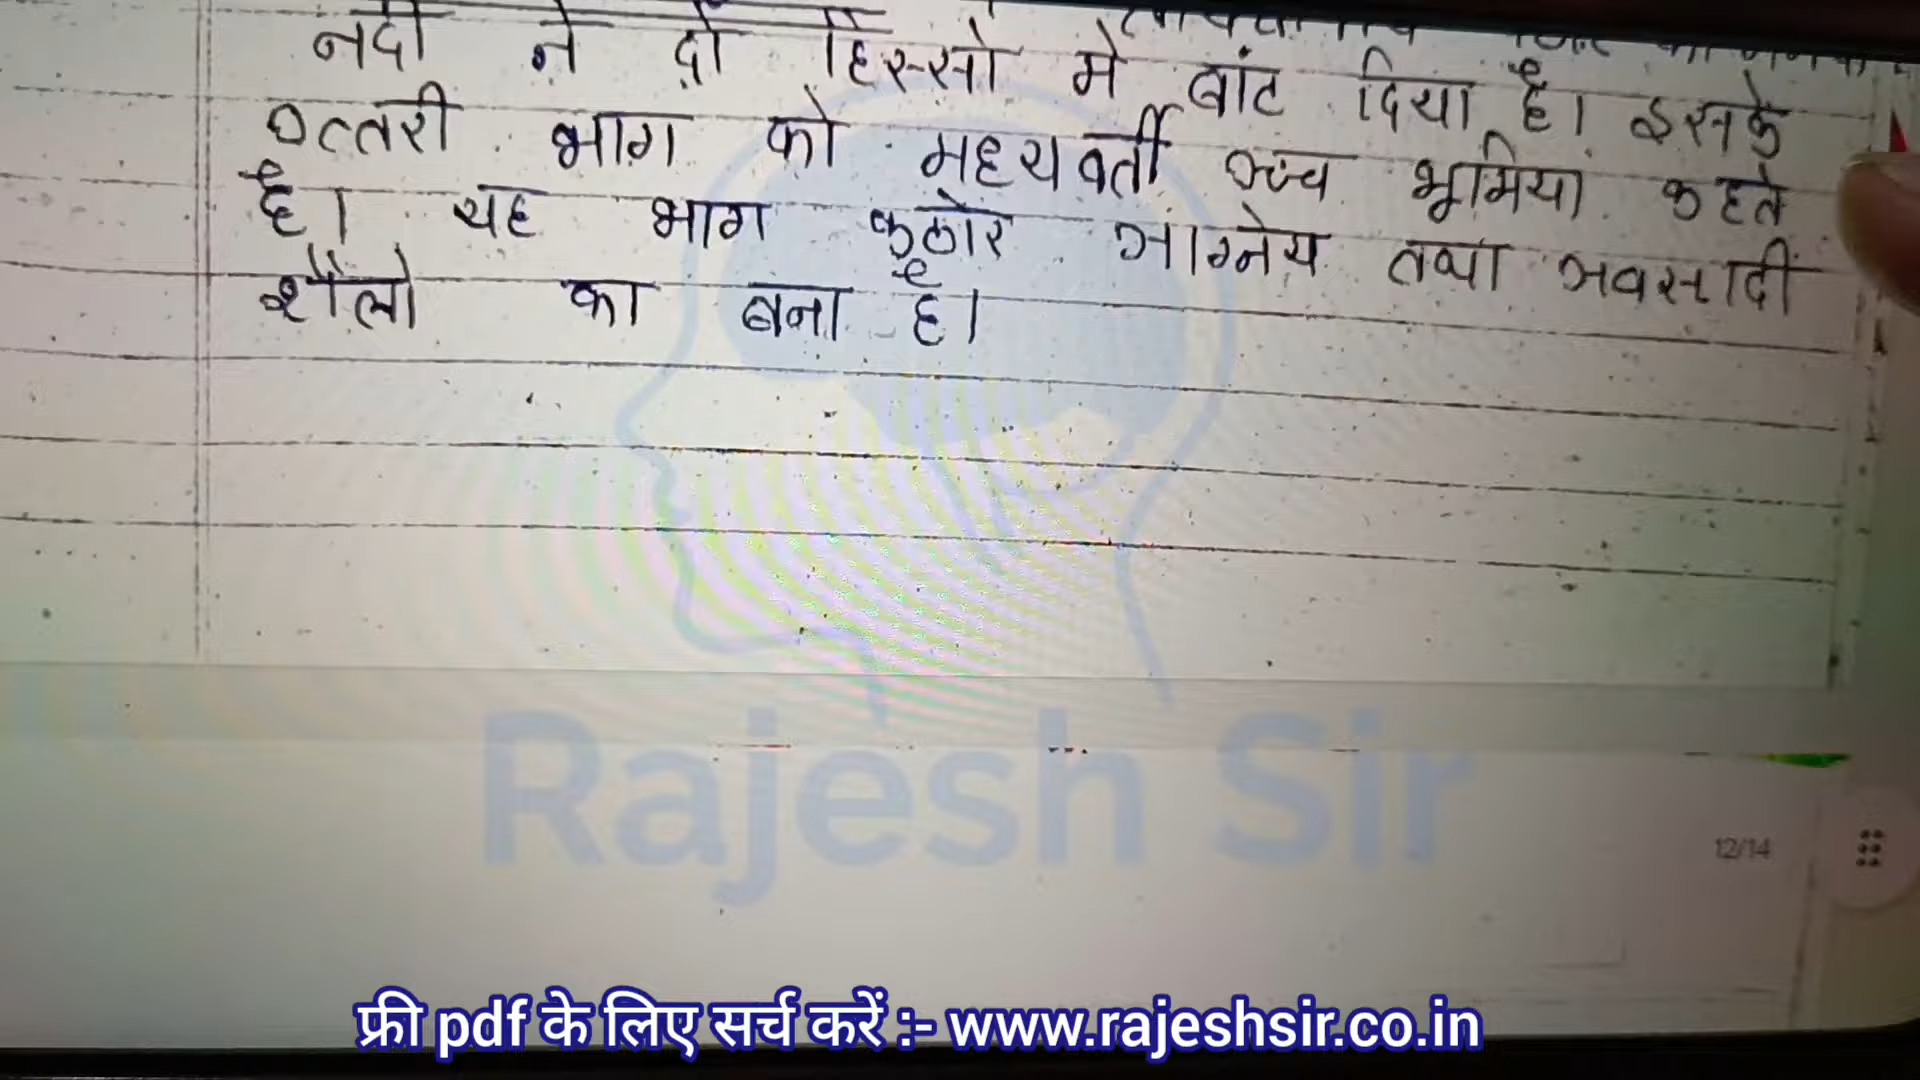 नदी ने दो हिस्सो मे बांट दिया है। इसके
उत्तरी भाग को मध्यवर्ती उच्च भूमियां कहते
है। यह भाग कठोर आग्नेय तथा अवसादी
शैलो का बना है।
Rajesh Sir
12/14
फ्री pdf के लिए सर्च करें :- www.rajeshsir.co.in